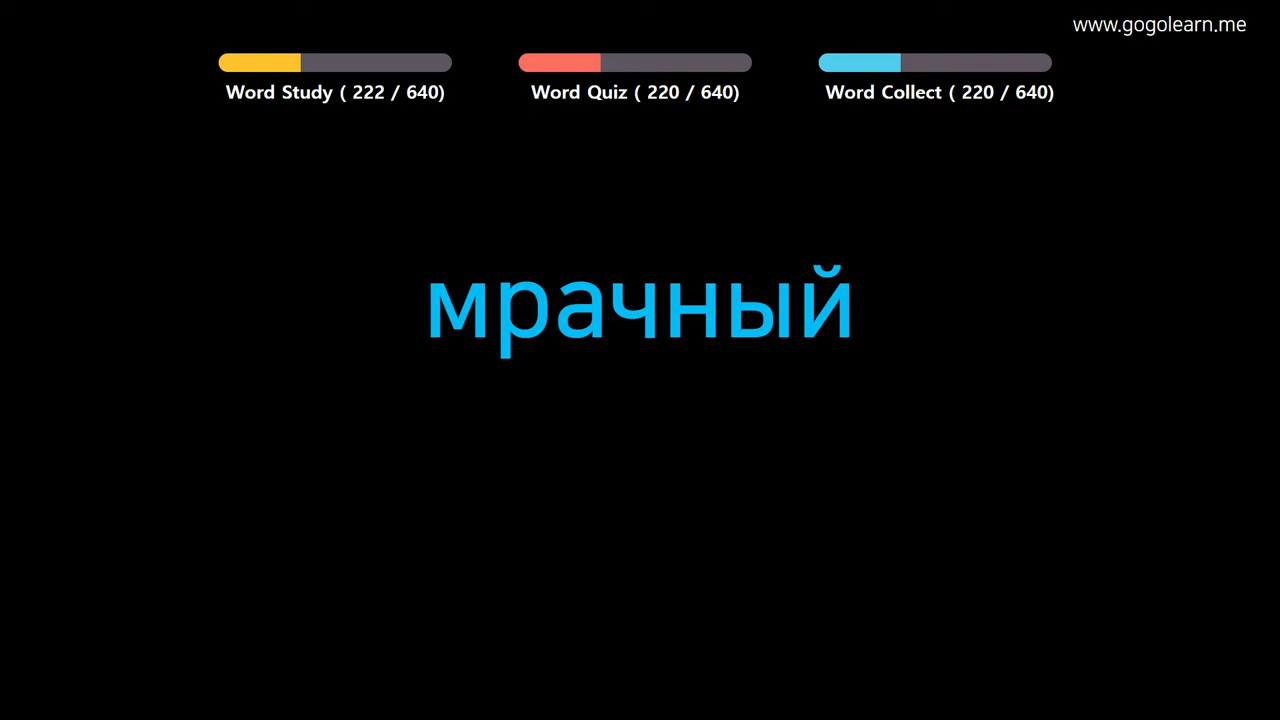 www.gogolearn.me
Word Study ( 222 / 640)
Word Quiz ( 220 / 640)
Word Collect ( 220 / 640)
мрачный